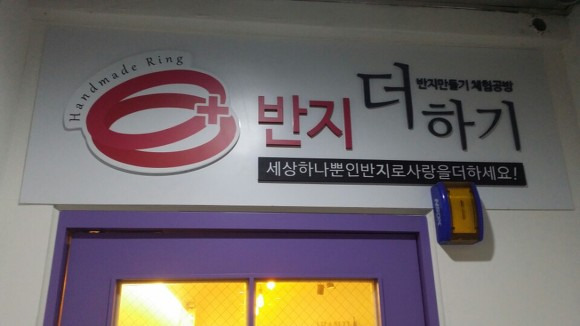 Handmade Ring
반지만들기 체험공방
반지 더하기
세상하나뿐인반지로사랑을더하세요!